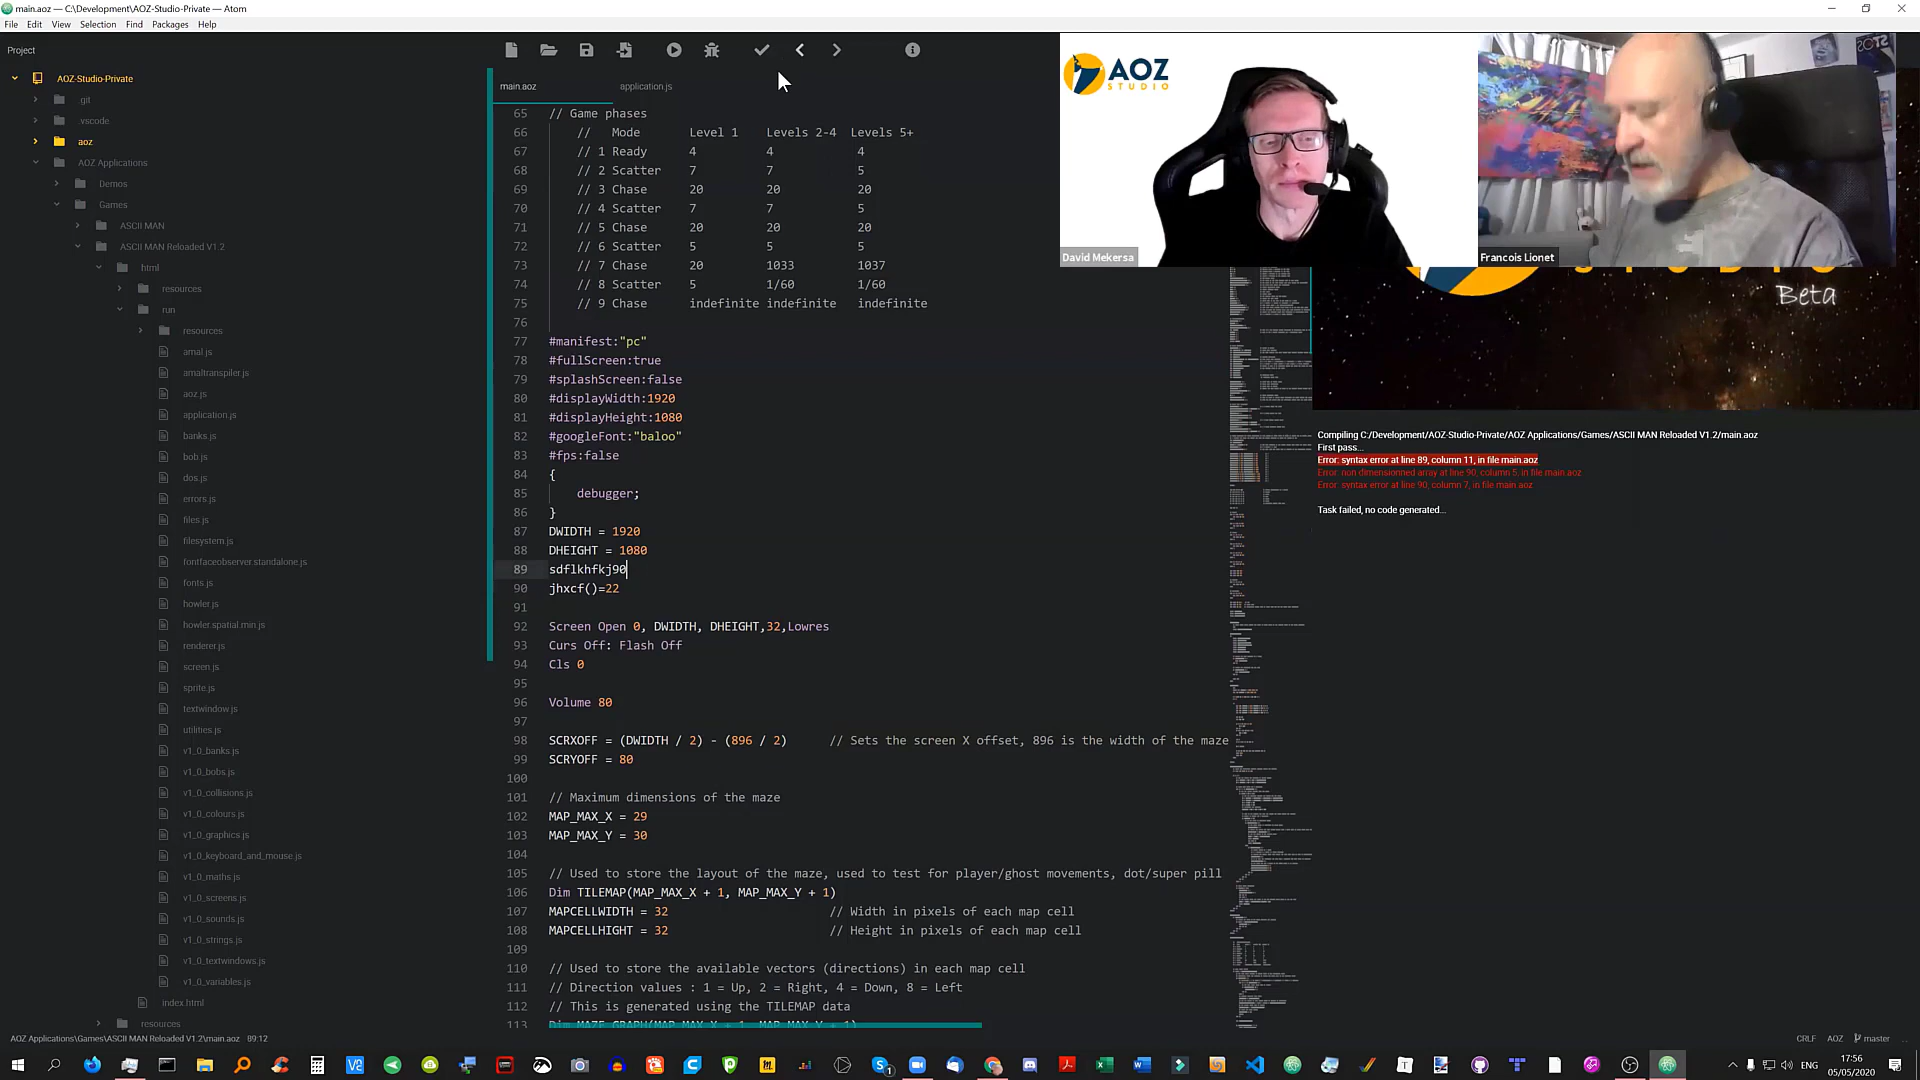 main.aoz — C:\Development\AOZ-Studio-Private — Atom
File Edit View Selection Find Packages Help
Project
AOZ-Studio-Private
.git
.vscode
aoz
AOZ Applications
Demos
Games
ASCII MAN
ASCII MAN Reloaded V1.2
html
resources
run
resources
amal.js
amaltranspiler.js
aoz.js
application.js
banks.js
bob.js
dos.js
errors.js
files.js
filesystem.js
fontfaceobserver.standalone.js
fonts.js
howler.js
howler.spatial.min.js
renderer.js
screen.js
sprite.js
textwindow.js
utilities.js
v1_0_banks.js
v1_0_bobs.js
v1_0_collisions.js
v1_0_colours.js
v1_0_graphics.js
v1_0_keyboard_and_mouse.js
v1_0_maths.js
v1_0_screens.js
v1_0_sounds.js
v1_0_strings.js
v1_0_textwindows.js
v1_0_variables.js
index.html
resources
main.aoz application.js
65 // Game phases
66 // Mode Level 1 Levels 2-4 Levels 5+
67 // 1 Ready 4 4 4
68 // 2 Scatter 7 7 5
69 // 3 Chase 20 20 20
70 // 4 Scatter 7 7 5
71 // 5 Chase 20 20 20
72 // 6 Scatter 5 5 5
73 // 7 Chase 20 1033 1037
74 // 8 Scatter 5 1/60 1/60
75 // 9 Chase indefinite indefinite indefinite
76
77 #manifest:"pc"
78 #fullScreen:true
79 #splashScreen:false
80 #displayWidth:1920
81 #displayHeight:1080
82 #googleFont:"baloo"
83 #fps:false
84 {
85 debugger;
86 }
87 DWIDTH = 1920
88 DHEIGHT = 1080
89 sdflkhfkj90
90 jhxcf()=22
91
92 Screen Open 0, DWIDTH, DHEIGHT,32,Lowres
93 Curs Off: Flash Off
94 Cls 0
95
96 Volume 80
97
98 SCRXOFF = (DWIDTH / 2) - (896 / 2) // Sets the screen X offset, 896 is the width of the maze
99 SCRYOFF = 80
100
101 // Maximum dimensions of the maze
102 MAP_MAX_X = 29
103 MAP_MAX_Y = 30
104
105 // Used to store the layout of the maze, used to test for player/ghost movements, dot/super pill
106 Dim TILEMAP(MAP_MAX_X + 1, MAP_MAX_Y + 1)
107 MAPCELLWIDTH = 32 // Width in pixels of each map cell
108 MAPCELLHIGHT = 32 // Height in pixels of each map cell
109
110 // Used to store the available vectors (directions) in each map cell
111 // Direction values : 1 = Up, 2 = Right, 4 = Down, 8 = Left
112 // This is generated using the TILEMAP data
113 Dim MAZE_GRAPH(MAP_MAX_X + 1, MAP_MAX_Y + 1)
AOZ
STUDIO
David Mekersa
Francois Lionet
STUDIO
Beta
Compiling C:/Development/AOZ-Studio-Private/AOZ Applications/Games/ASCII MAN Reloaded V1.2/main.aoz
First pass...
Error: syntax error at line 89, column 11, in file main.aoz
Error: non dimensionned array at line 90, column 5, in file main.aoz
Error: syntax error at line 90, column 7, in file main.aoz
Task failed, no code generated...
AOZ Applications\Games\ASCII MAN Reloaded V1.2\main.aoz 89:12
CRLF AOZ master
ENG
17:56
05/05/2020